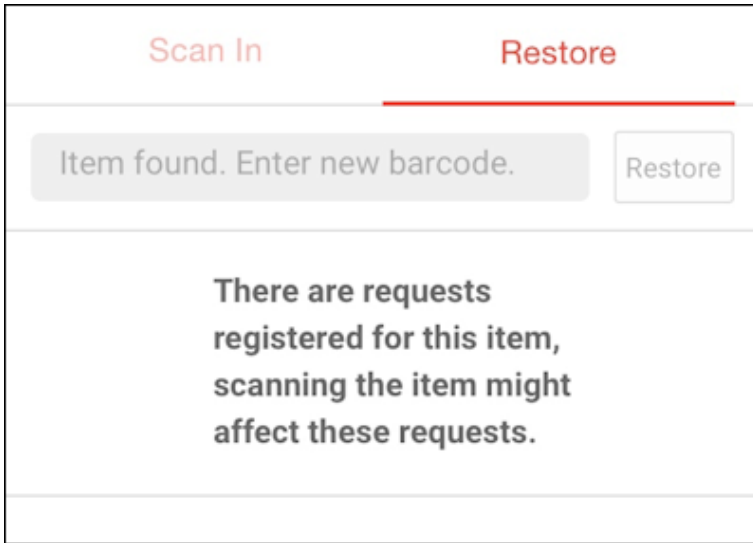 Scan In Restore
Item found. Enter new barcode. Restore
There are requests
registered for this item,
scanning the item might
affect these requests.